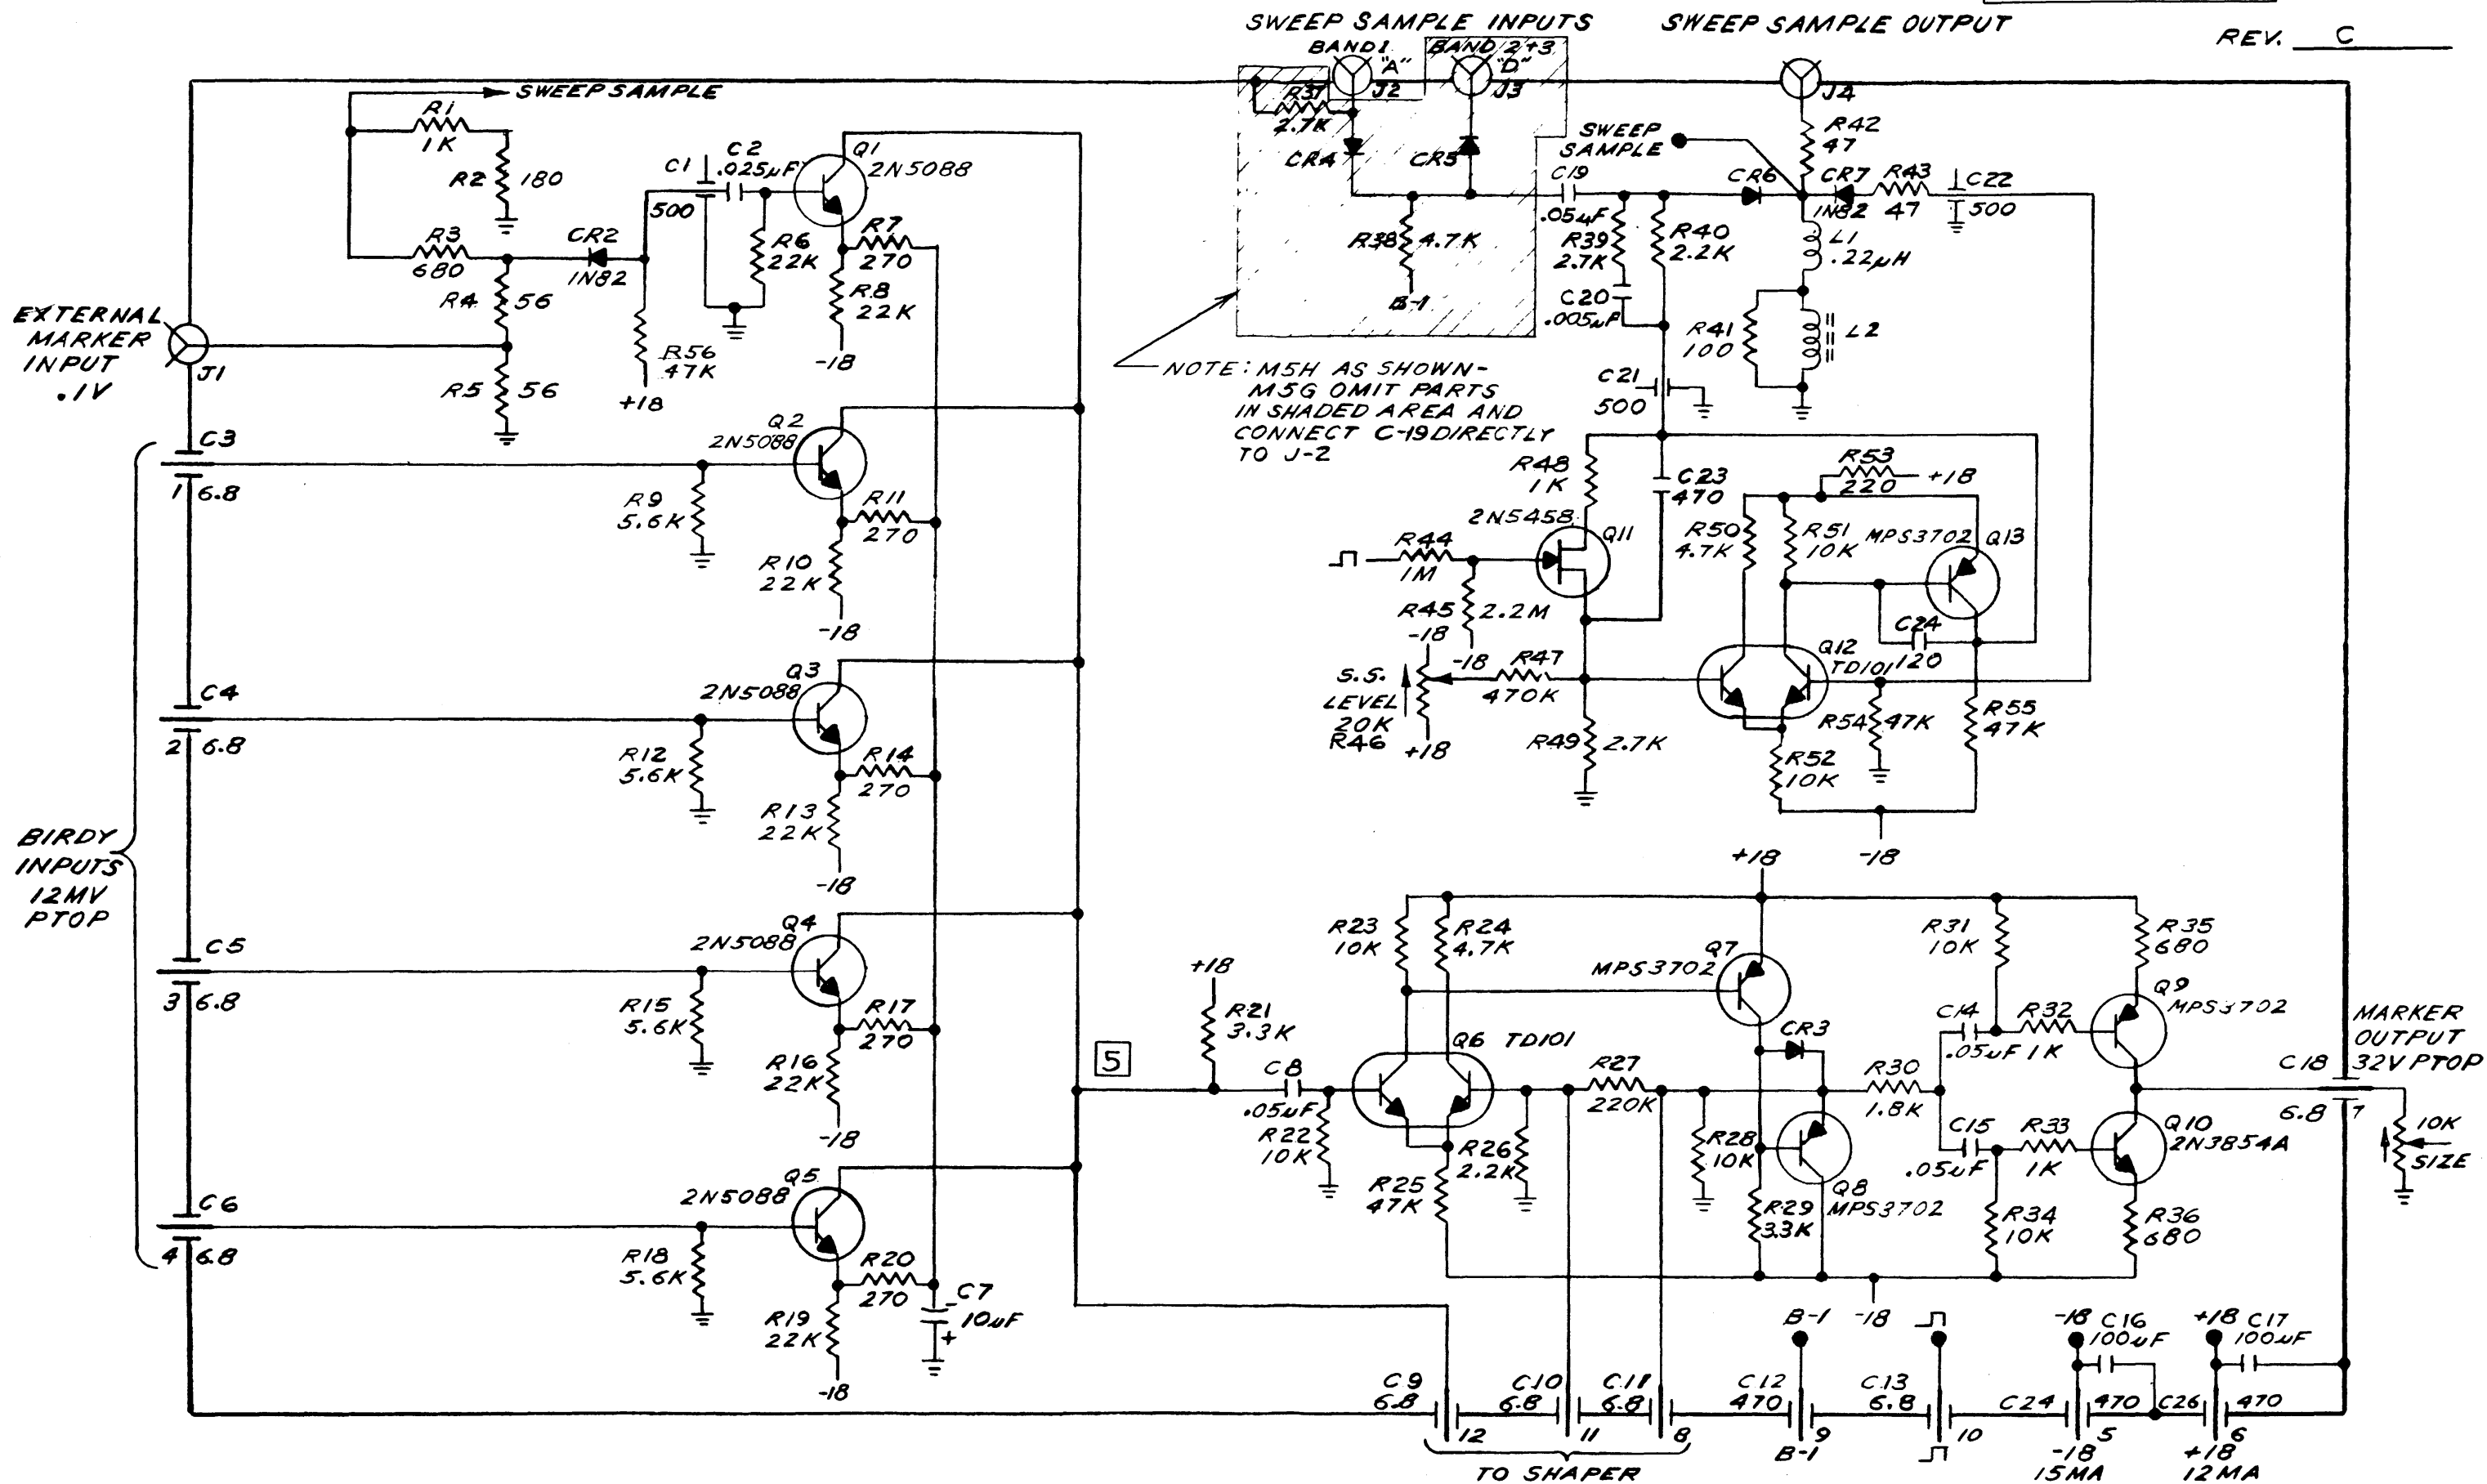 SWEEP SAMPLE INPUTS
SWEEP SAMPLE OUTPUT
REV. C
BAND 1
"A"
J2
BAND 2+3
"D"
J3
J4
SWEEP SAMPLE
R1
1K
R2 180
R3
680
CR2
1N82
R4 56
R5 56
EXTERNAL
MARKER
INPUT
.1V
J1
R56
47K
+18
C1
500
C2
.025µF
Q1
2N5088
R6
22K
R7
270
R8
22K
-18
R37
2.7K
CR4
CR5
R38 4.7K
B-1
C19
.05µF
SWEEP
SAMPLE
R39
2.7K
C20
.005µF
R40
2.2K
CR6
R42
47
CR7
1N82
R43
47
C22
500
L1
.22µH
R41
100
L2
C21
500
NOTE: M5H AS SHOWN-
M5G OMIT PARTS
IN SHADED AREA AND
CONNECT C-19 DIRECTLY
TO J-2
C3
1 6.8
R9
5.6K
Q2
2N5088
R11
270
R10
22K
-18
R48
1K
C23
470
2N5458
Q11
R44
1M
R45 2.2M
-18
-18
S.S.
LEVEL
20K
R46
+18
R47
470K
R49 2.7K
R53
220
+18
R50
4.7K
R51
10K
MPS3702
Q13
C24
120
Q12
TD101
R54 47K
R55
47K
R52
10K
-18
C4
2 6.8
R12
5.6K
Q3
2N5088
R14
270
R13
22K
-18
BIRDY
INPUTS
12MV
PTOP
C5
3 6.8
R15
5.6K
Q4
2N5088
R17
270
R16
22K
-18
C6
4 6.8
R18
5.6K
Q5
2N5088
R20
270
R19
22K
-18
-
C7
10µF
+
5
+18
R21
3.3K
C8
.05µF
R22
10K
R23
10K
R24
4.7K
Q6 TD101
R25
47K
R26
2.2K
R27
220K
+18
Q7
MPS3702
CR3
R28
10K
R29
3.3K
Q8
MPS3702
-18
R30
1.8K
R31
10K
C14
.05µF
R32
1K
C15
.05µF
R33
1K
R34
10K
R35
680
Q9
MPS3702
Q10
2N3854A
R36
680
MARKER
OUTPUT
32V PTOP
C18
6.8 7
10K
SIZE
C9
6.8
12
C10
6.8
11
C11
6.8
8
TO SHAPER
B-1
C12
470
9
B-1
C13
6.8
10
-18 C16
100µF
C24 470
5
-18
15MA
+18 C17
100µF
C26 470
6
+18
12MA